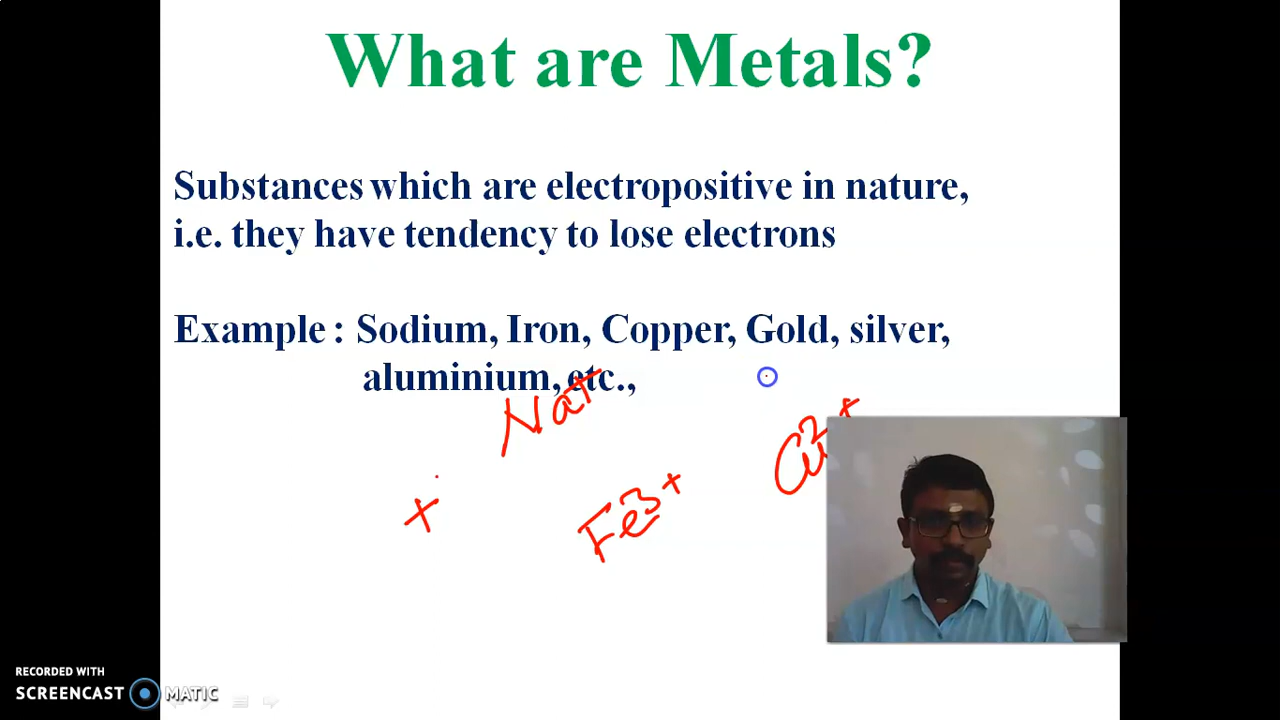 What are Metals?
Substances which are electropositive in nature,
i.e. they have tendency to lose electrons
Example : Sodium, Iron, Copper, Gold, silver,
aluminium, etc.,
Na+
Cu2+
+
Fe3+
RECORDED WITH
SCREENCAST MATIC